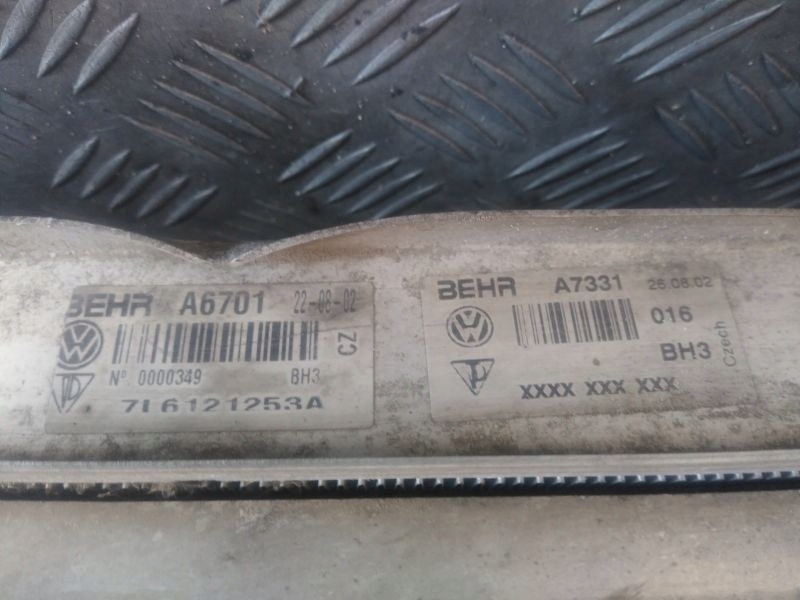 BEHR A6701 22-08-02
CZ
Nº 0000349 BH3
7L6121253A
BEHR A7331 26.08.02
016
BH3
Czech
XXXX XXX XXX